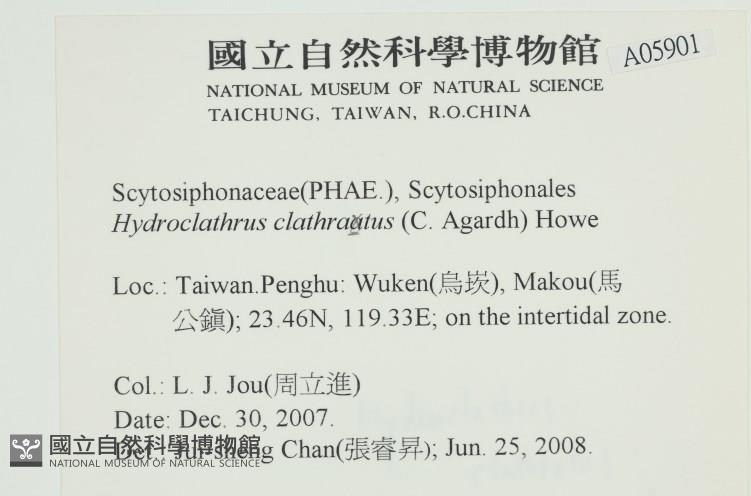 國立自然科學博物館
A05901
NATIONAL MUSEUM OF NATURAL SCIENCE
TAICHUNG, TAIWAN, R.O.CHINA
Scytosiphonaceae(PHAE.), Scytosiphonales
Hydroclathrus clathraatus (C. Agardh) Howe
Loc.: Taiwan.Penghu: Wuken(烏崁), Makou(馬
公鎮); 23.46N, 119.33E; on the intertidal zone.
Col.: L. J. Jou(周立進)
Date: Dec. 30, 2007.
Chan(張睿昇); Jun. 25, 2008.
國立自然科學博物館
NATIONAL MUSEUM OF NATURAL SCIENCE